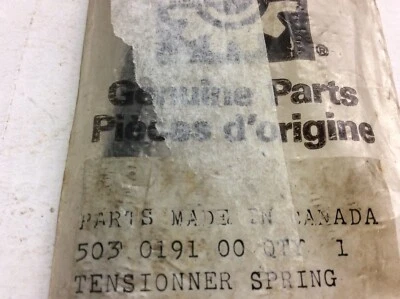 ®
Genuine Parts
Pièces d'origine
PARTS MADE IN CANADA
503 0191 00 QTY 1
TENSIONNER SPRING